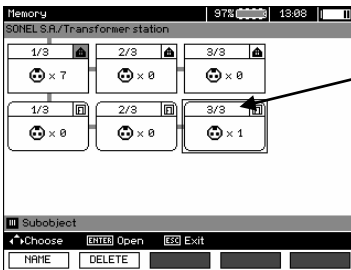 Memory 97% 13:08
SONEL S.A./Transformer station
1/3 2/3 3/3
× 7 × 0 × 0
1/3 2/3 3/3
× 0 × 0 × 1
Subobject
Choose ENTER Open ESC Exit
NAME DELETE